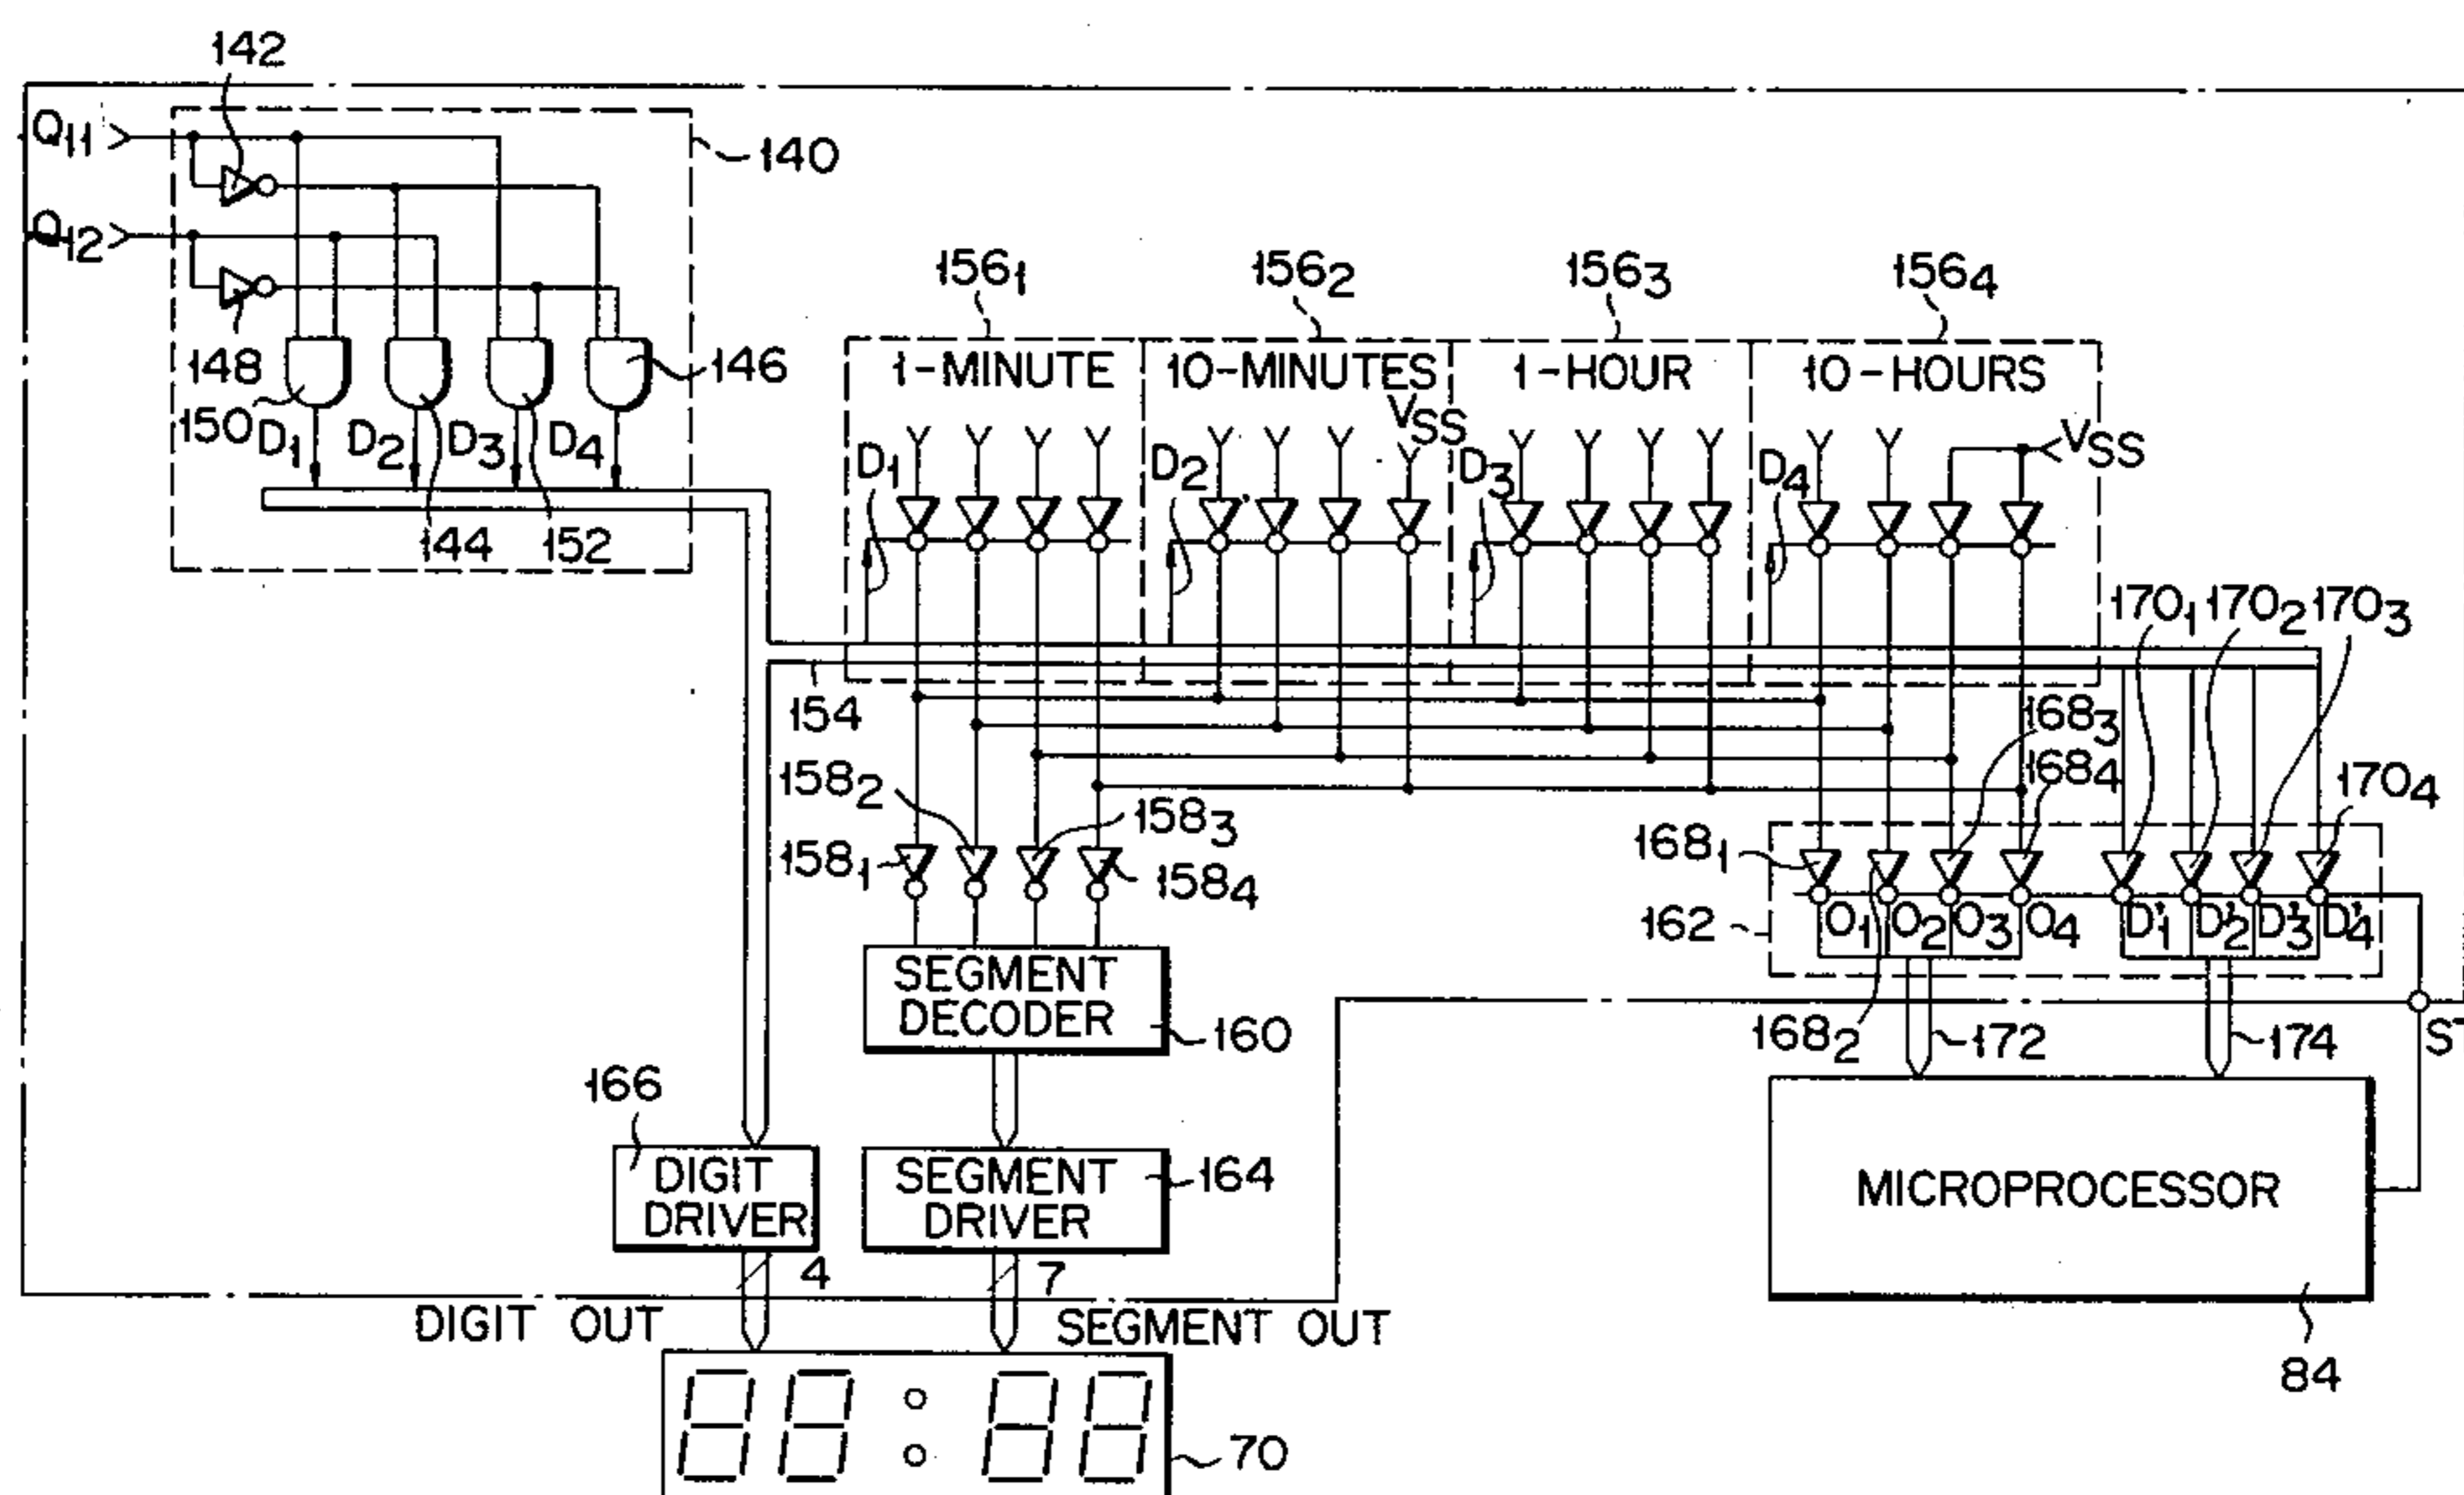 142
Q11
140
Q12
148
146
150
D1
D2
D3
D4
144
152
156₁
156₂
156₃
156₄
1-MINUTE
10-MINUTES
1-HOUR
10-HOURS
VSS
VSS
D1
D2
D3
D4
170₁
170₂
170₃
154
168₃
168₄
170₄
158₂
158₃
158₁
158₄
168₁
162
O1
O2
O3
O4
D'1
D'2
D'3
D'4
SEGMENT
DECODER
160
168₂
172
174
ST
166
DIGIT
DRIVER
SEGMENT
DRIVER
164
MICROPROCESSOR
4
7
DIGIT OUT
SEGMENT OUT
84
88:88
70